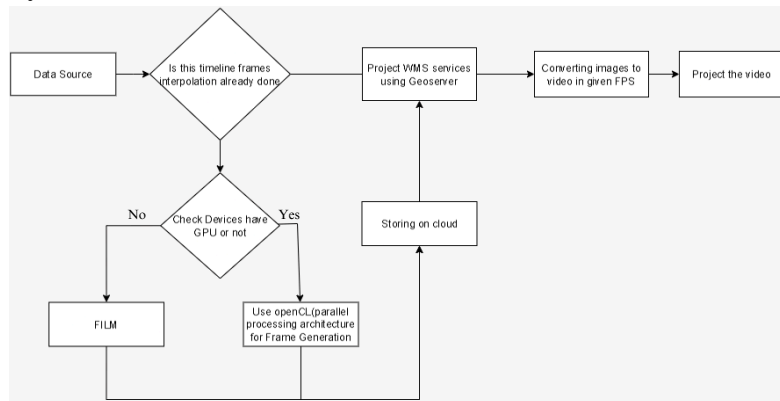 Data Source
Is this timeline frames
interpolation already done
Project WMS services
using Geoserver
Converting images to
video in given FPS
Project the video
No
Check Devices have
GPU or not
Yes
Storing on cloud
FILM
Use openCL(parallel
processing architecture
for Frame Generation